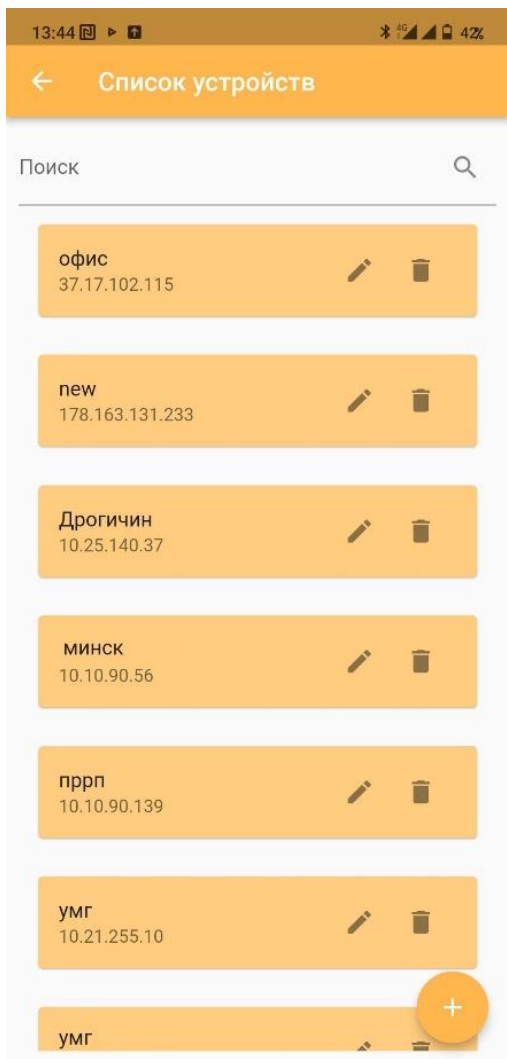 13:44 4G 42%
Список устройств
Поиск
офис
37.17.102.115
new
178.163.131.233
Дрогичин
10.25.140.37
минск
10.10.90.56
пррп
10.10.90.139
умг
10.21.255.10
умг